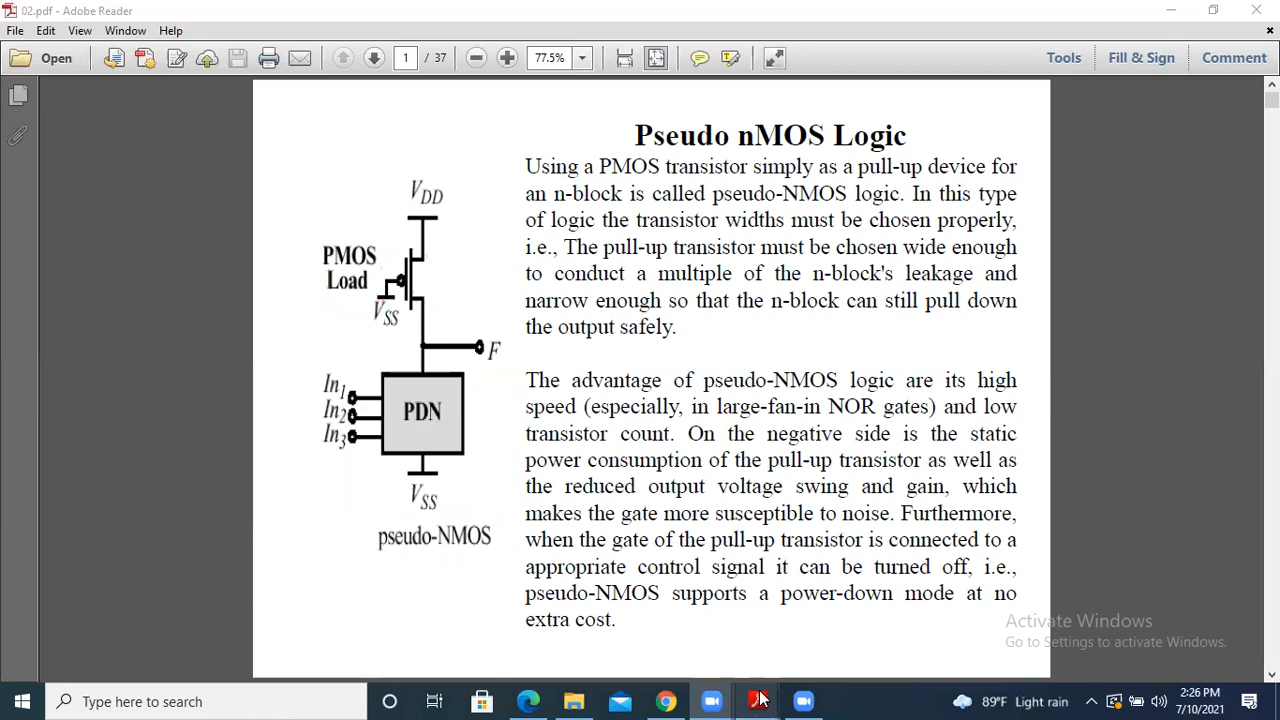 02.pdf - Adobe Reader
File Edit View Window Help
Open 1 / 37 77.5% Tools Fill & Sign Comment
Pseudo nMOS Logic
Using a PMOS transistor simply as a pull-up device for
an n-block is called pseudo-NMOS logic. In this type
of logic the transistor widths must be chosen properly,
i.e., The pull-up transistor must be chosen wide enough
to conduct a multiple of the n-block's leakage and
narrow enough so that the n-block can still pull down
the output safely.
The advantage of pseudo-NMOS logic are its high
speed (especially, in large-fan-in NOR gates) and low
transistor count. On the negative side is the static
power consumption of the pull-up transistor as well as
the reduced output voltage swing and gain, which
makes the gate more susceptible to noise. Furthermore,
when the gate of the pull-up transistor is connected to a
appropriate control signal it can be turned off, i.e.,
pseudo-NMOS supports a power-down mode at no
extra cost.
VDD
PMOS
Load
VSS
F
In1
In2
In3
PDN
VSS
pseudo-NMOS
Activate Windows
Go to Settings to activate Windows.
Type here to search
89°F Light rain
2:26 PM
7/10/2021